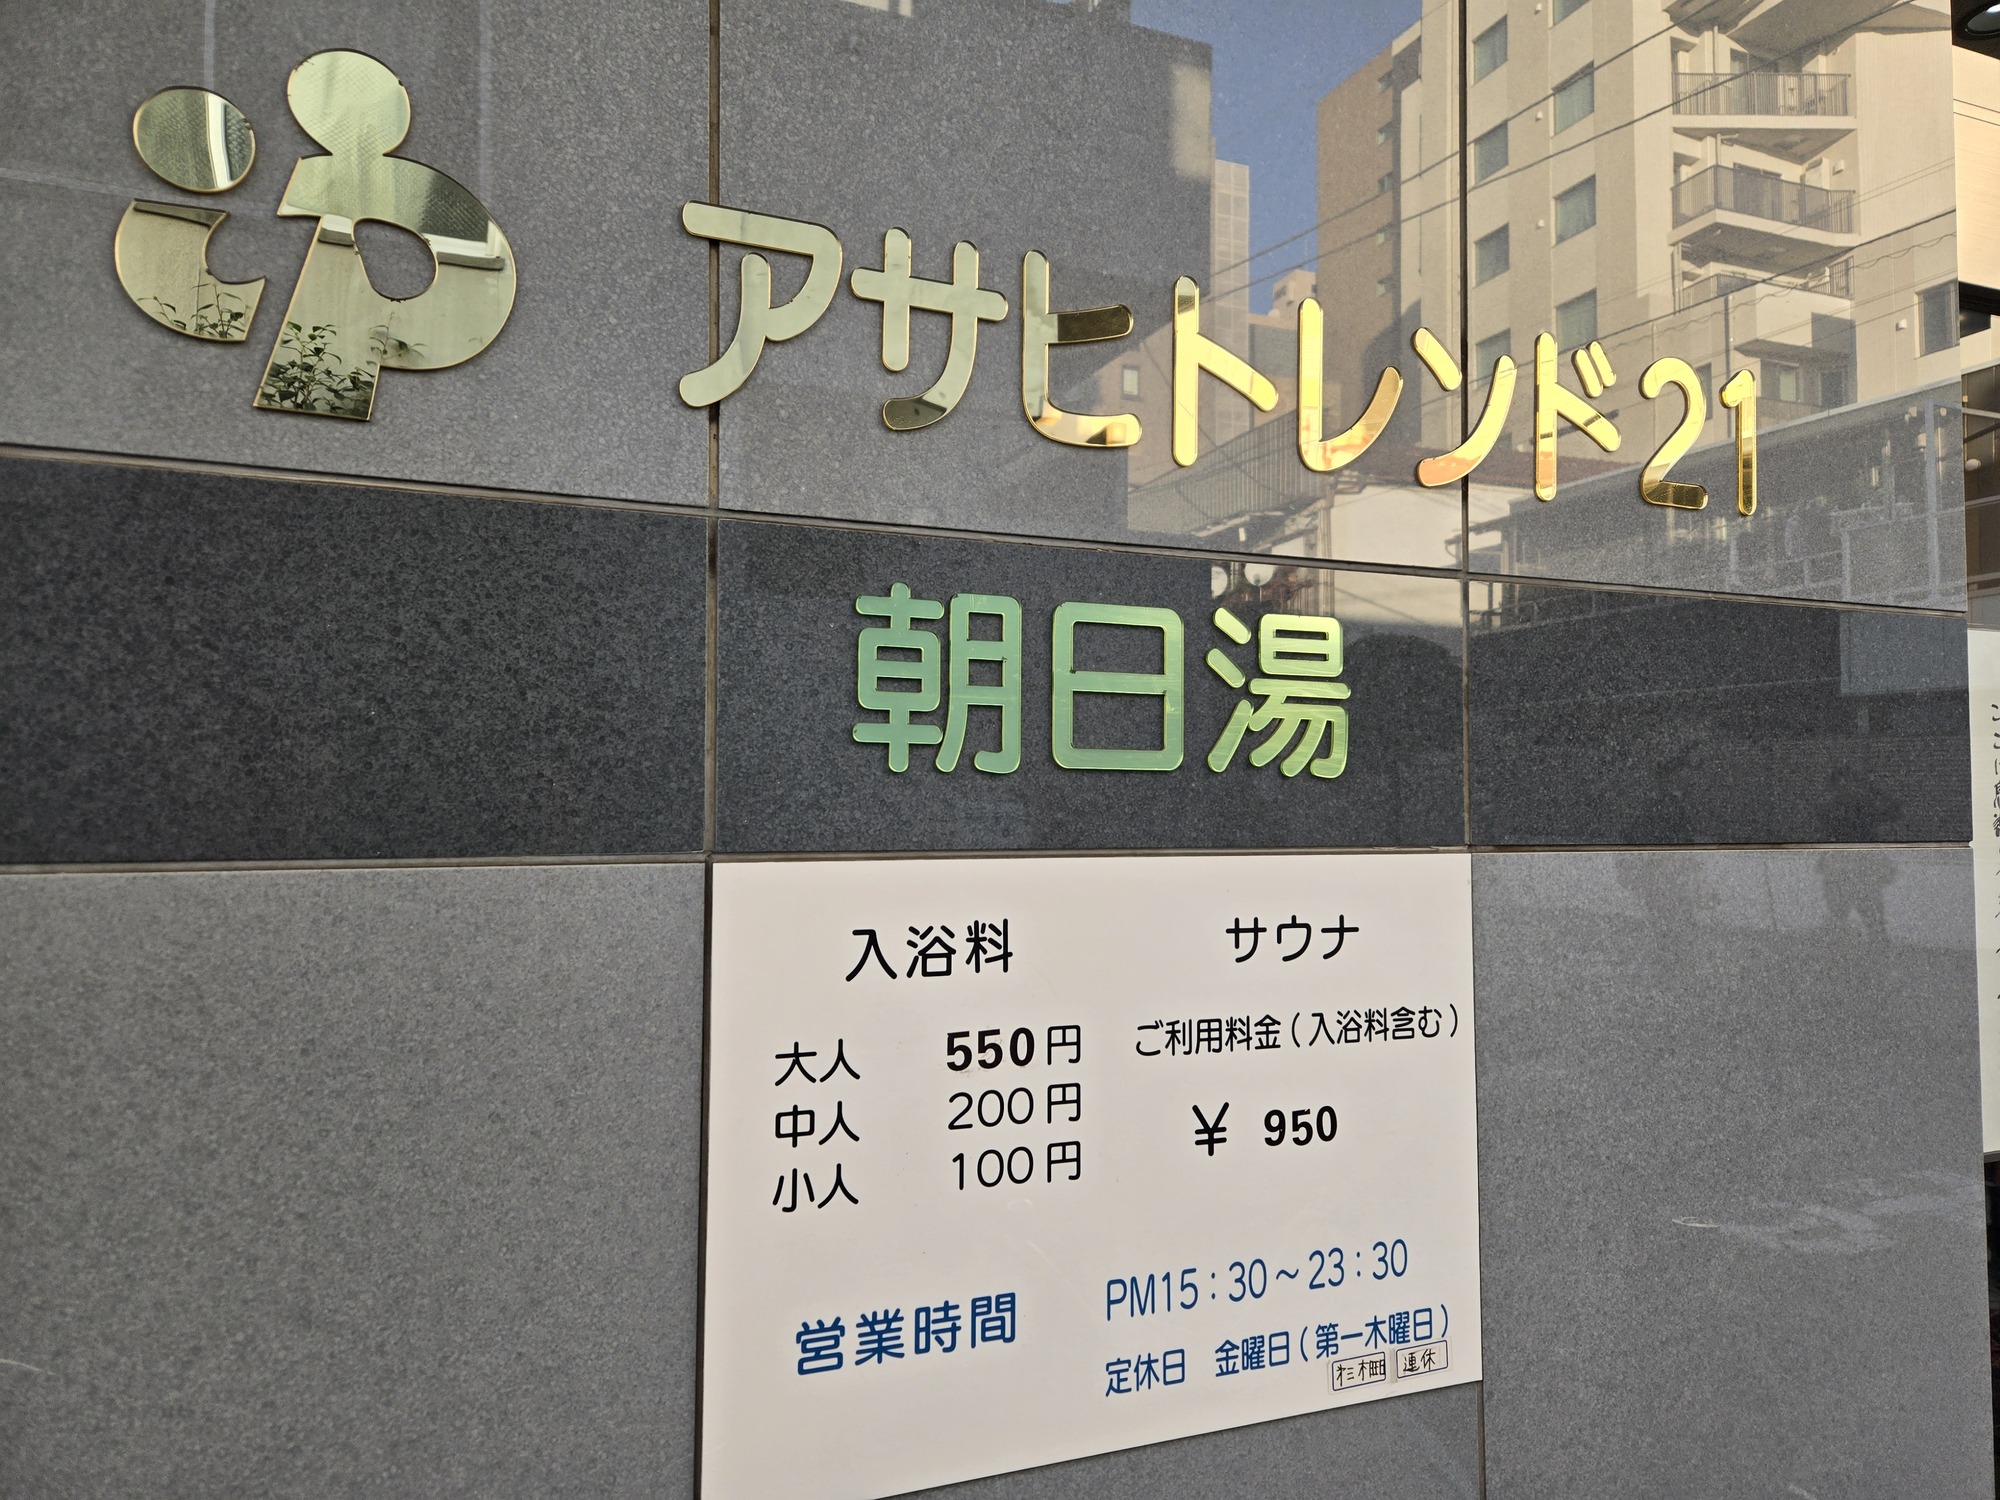 アサヒトレンド21
朝日湯
入浴料
大人 550円
中人 200円
小人 100円
サウナ
ご利用料金(入浴料含む)
¥ 950
営業時間
PM15:30～23:30
定休日 金曜日(第一木曜日)
連休